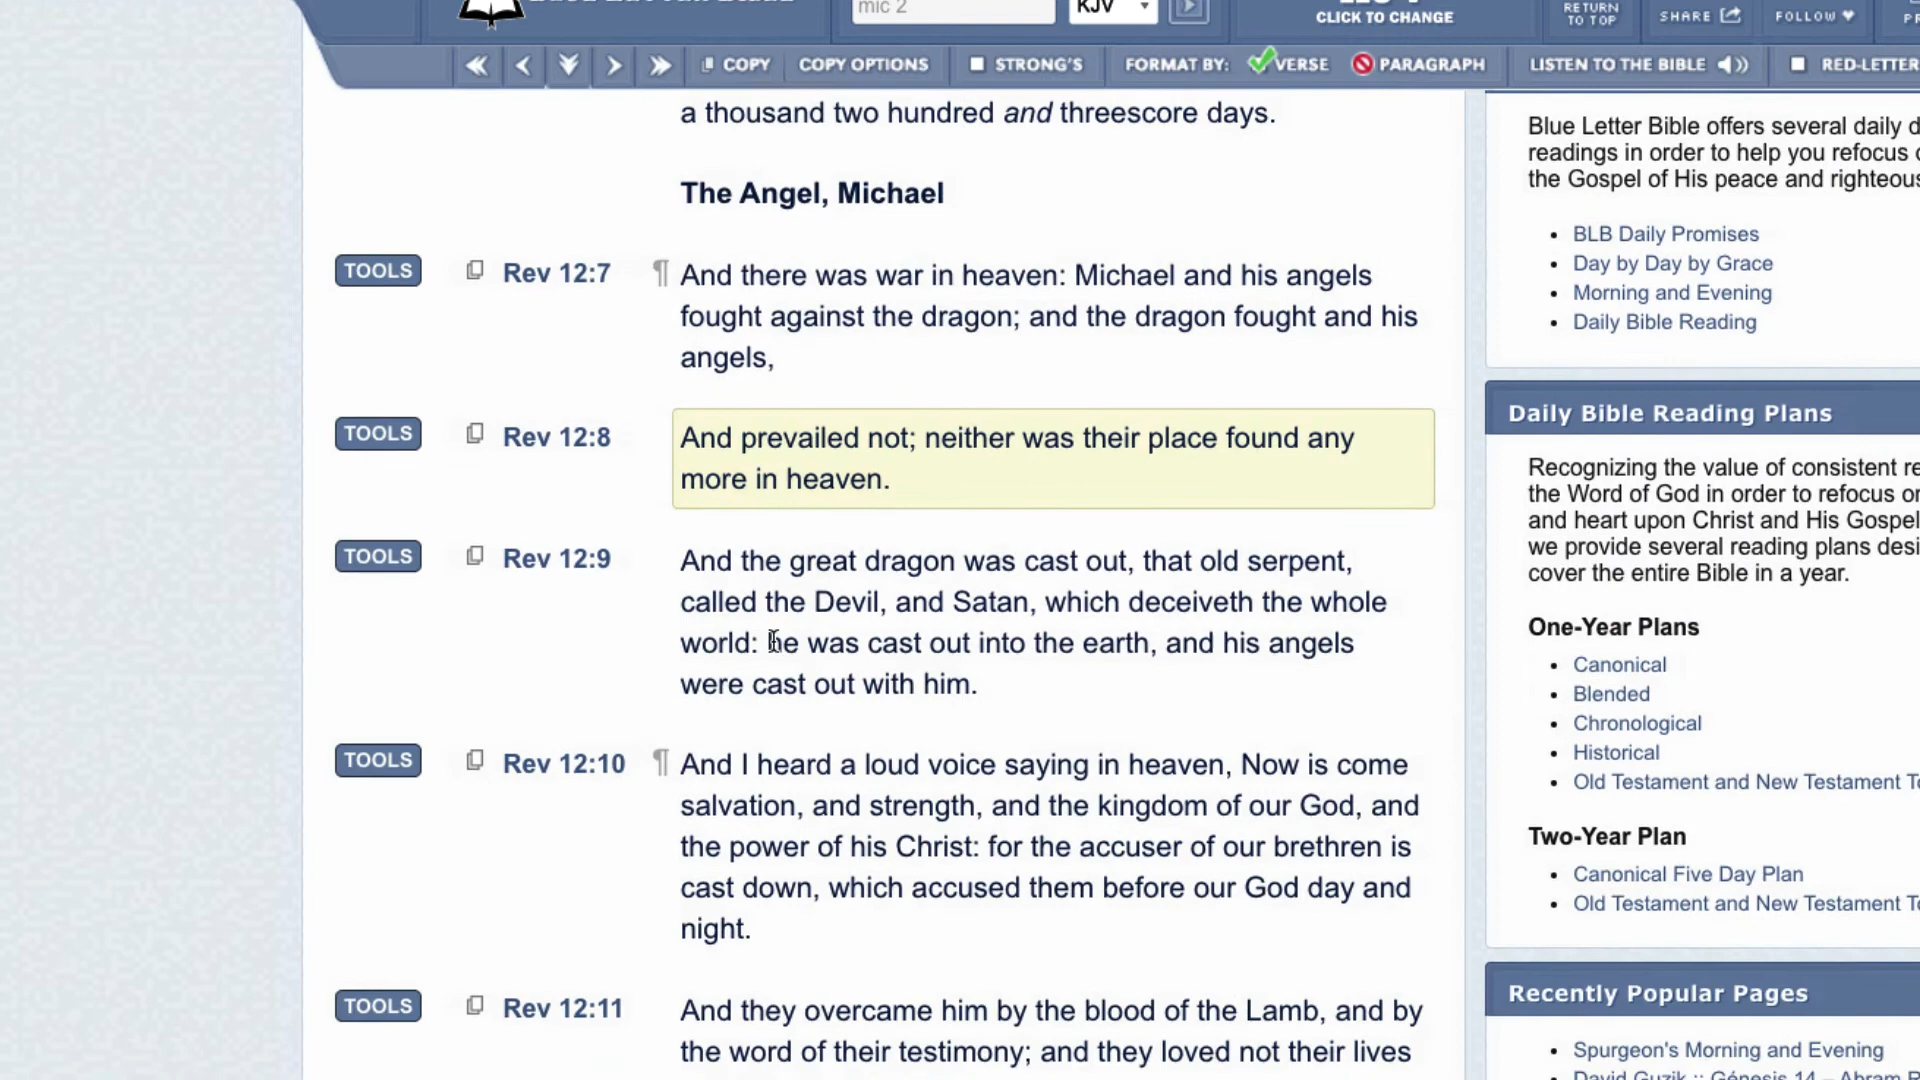 mic 2
KJV
CLICK TO CHANGE
RETURN
TO TOP
SHARE
FOLLOW
COPY
COPY OPTIONS
STRONG'S
FORMAT BY:
VERSE
PARAGRAPH
LISTEN TO THE BIBLE
RED-LETTER
a thousand two hundred and threescore days.
The Angel, Michael
TOOLS
Rev 12:7
¶ And there was war in heaven: Michael and his angels
fought against the dragon; and the dragon fought and his
angels,
TOOLS
Rev 12:8
And prevailed not; neither was their place found any
more in heaven.
TOOLS
Rev 12:9
And the great dragon was cast out, that old serpent,
called the Devil, and Satan, which deceiveth the whole
world: he was cast out into the earth, and his angels
were cast out with him.
TOOLS
Rev 12:10
¶ And I heard a loud voice saying in heaven, Now is come
salvation, and strength, and the kingdom of our God, and
the power of his Christ: for the accuser of our brethren is
cast down, which accused them before our God day and
night.
TOOLS
Rev 12:11
And they overcame him by the blood of the Lamb, and by
the word of their testimony; and they loved not their lives
Blue Letter Bible offers several daily d
readings in order to help you refocus
the Gospel of His peace and righteous
• BLB Daily Promises
• Day by Day by Grace
• Morning and Evening
• Daily Bible Reading
Daily Bible Reading Plans
Recognizing the value of consistent re
the Word of God in order to refocus
and heart upon Christ and His Gospel
we provide several reading plans desi
cover the entire Bible in a year.
One-Year Plans
• Canonical
• Blended
• Chronological
• Historical
• Old Testament and New Testament
Two-Year Plan
• Canonical Five Day Plan
• Old Testament and New Testament
Recently Popular Pages
• Spurgeon's Morning and Evening
• David Guzik :: Génesis 14 – Abram